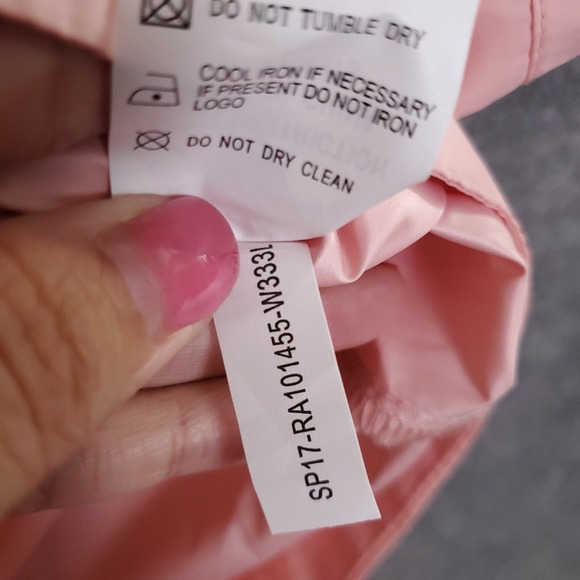 DO NOT TUMBLE DRY
COOL IRON IF NECESSARY
IF PRESENT DO NOT IRON
LOGO
DO NOT DRY CLEAN
SP17-RA101455-W333L